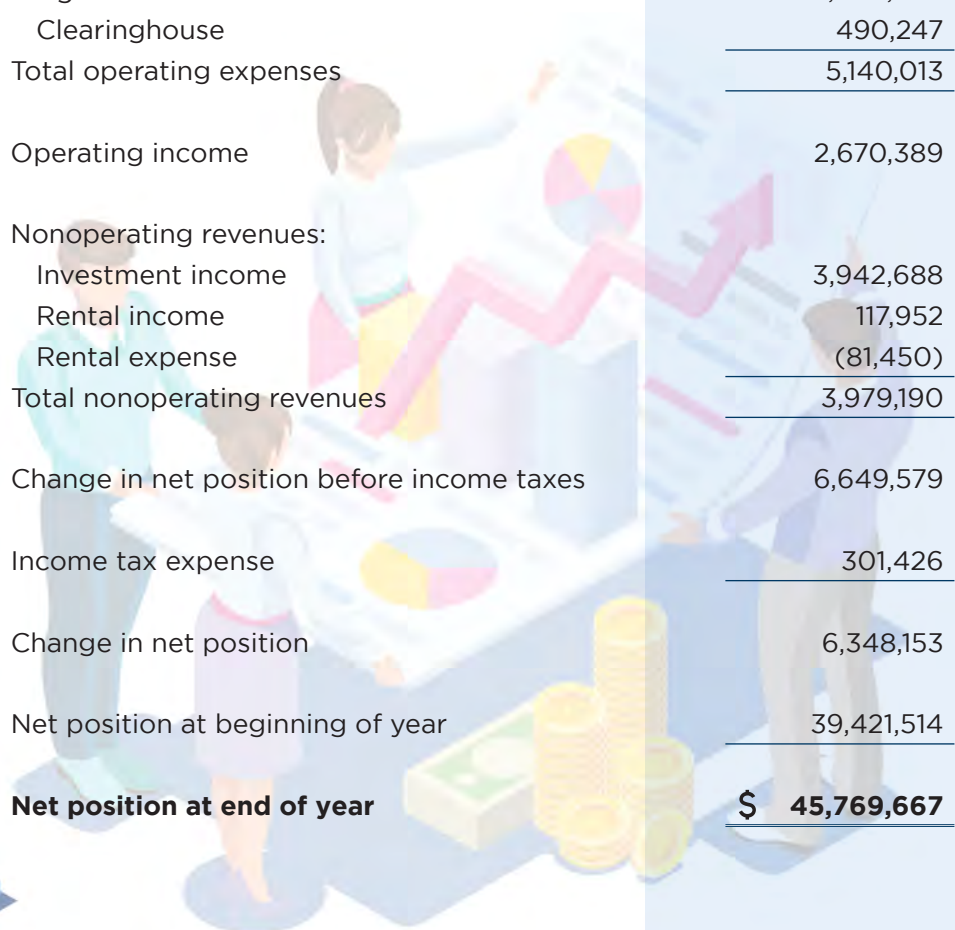 Clearinghouse 490,247
Total operating expenses 5,140,013
Operating income 2,670,389
Nonoperating revenues:
Investment income 3,942,688
Rental income 117,952
Rental expense (81,450)
Total nonoperating revenues 3,979,190
Change in net position before income taxes 6,649,579
Income tax expense 301,426
Change in net position 6,348,153
Net position at beginning of year 39,421,514
Net position at end of year $ 45,769,667